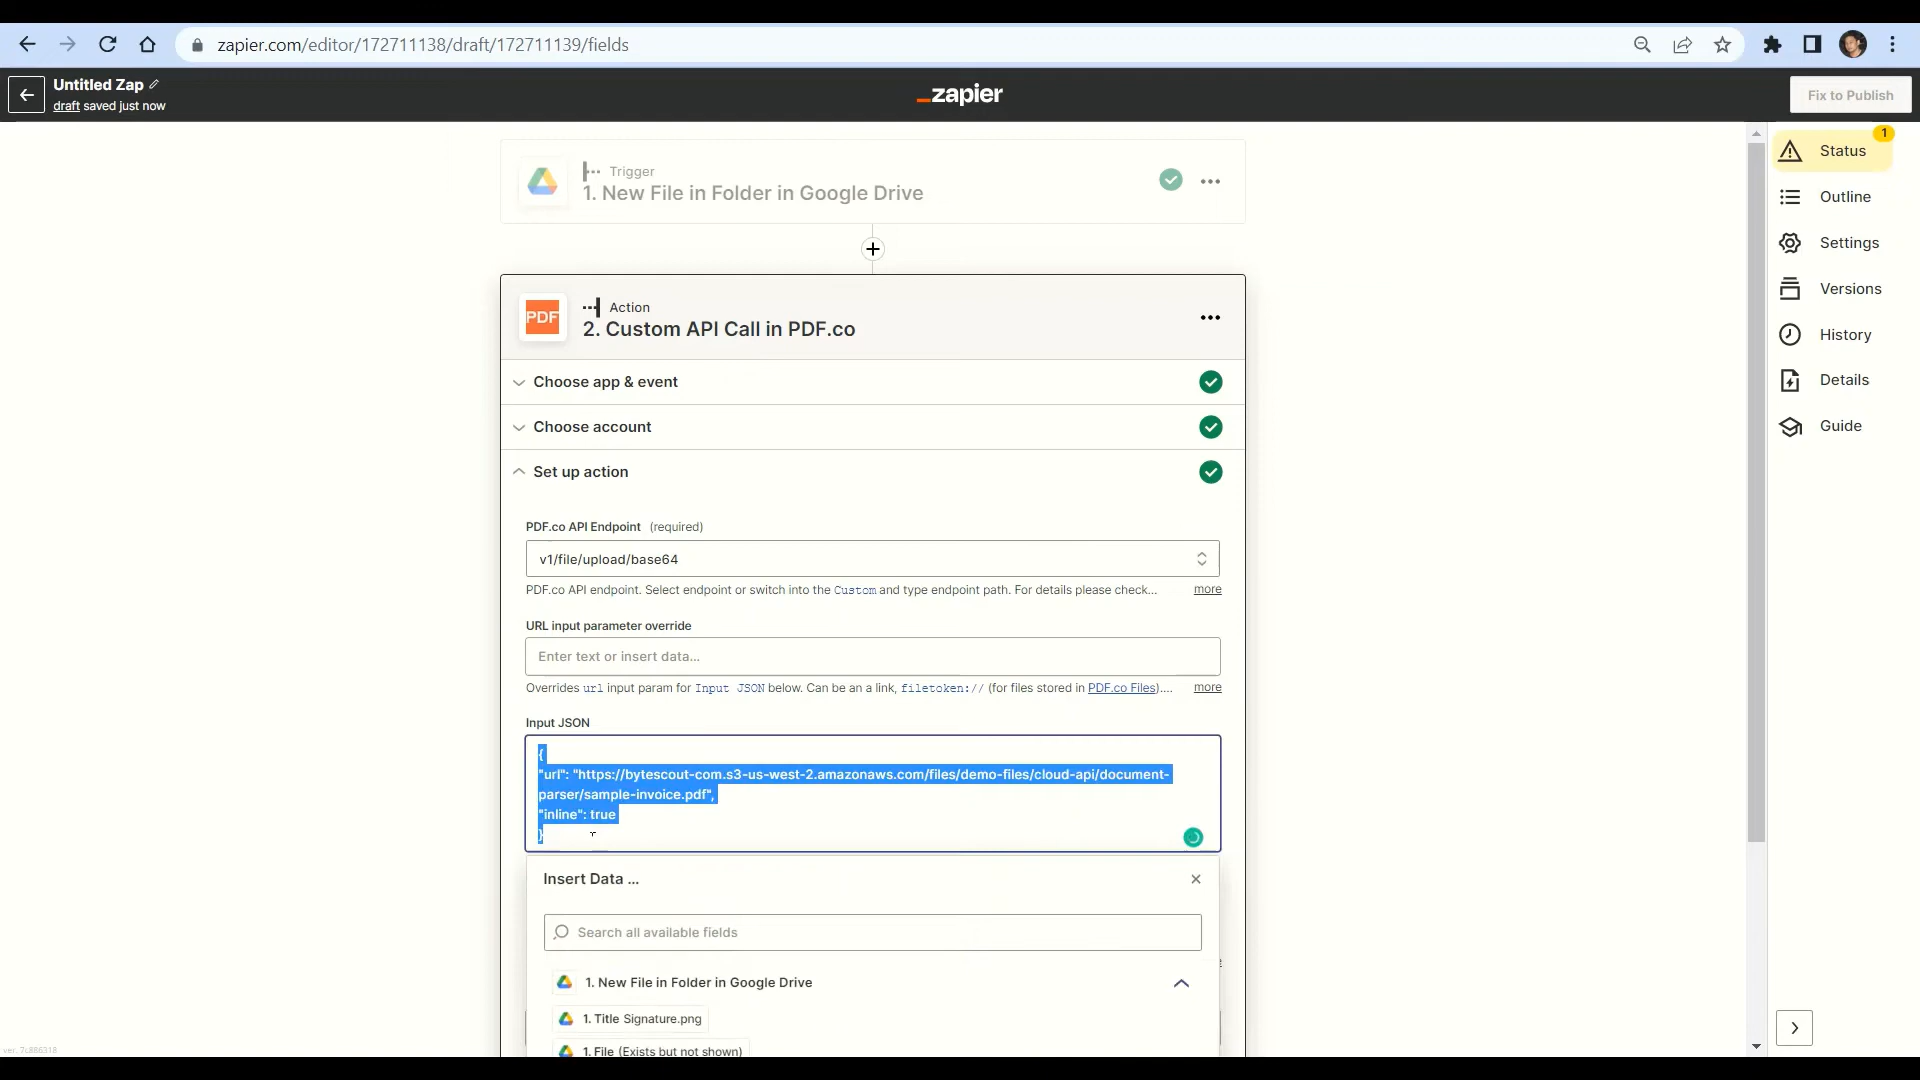 zapier.com/editor/172711138/draft/172711139/fields
Untitled Zap
draft saved just now
_zapier
Fix to Publish
Trigger
1. New File in Folder in Google Drive
1
Status
Outline
Settings
Versions
History
Details
Guide
PDF
Action
2. Custom API Call in PDF.co
Choose app & event
Choose account
Set up action
PDF.co API Endpoint (required)
v1/file/upload/base64
PDF.co API endpoint. Select endpoint or switch into the Custom and type endpoint path. For details please check... more
URL input parameter override
Enter text or insert data...
Overrides url input param for Input JSON below. Can be an a link, filetoken:// (for files stored in PDF.co Files).... more
Input JSON
{
"url": "https://bytescout-com.s3-us-west-2.amazonaws.com/files/demo-files/cloud-api/document-
parser/sample-invoice.pdf",
"inline": true
}
Insert Data ...
Search all available fields
1. New File in Folder in Google Drive
1. Title Signature.png
1. File (Exists but not shown)